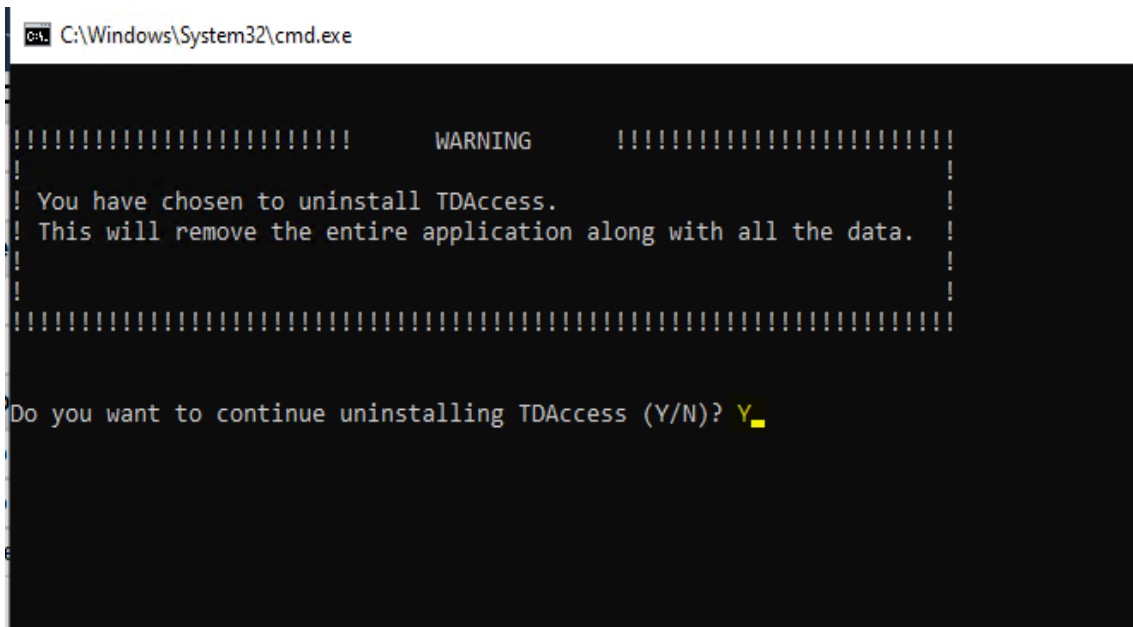 C:\Windows\System32\cmd.exe
!!!!!!!!!!!!!!!!!!!!!!!!! WARNING !!!!!!!!!!!!!!!!!!!!!!!!!
! !
! You have chosen to uninstall TDAccess. !
! This will remove the entire application along with all the data. !
! !
! !
!!!!!!!!!!!!!!!!!!!!!!!!!!!!!!!!!!!!!!!!!!!!!!!!!!!!!!!!!!!!!!!!!!!!!
Do you want to continue uninstalling TDAccess (Y/N)? Y_